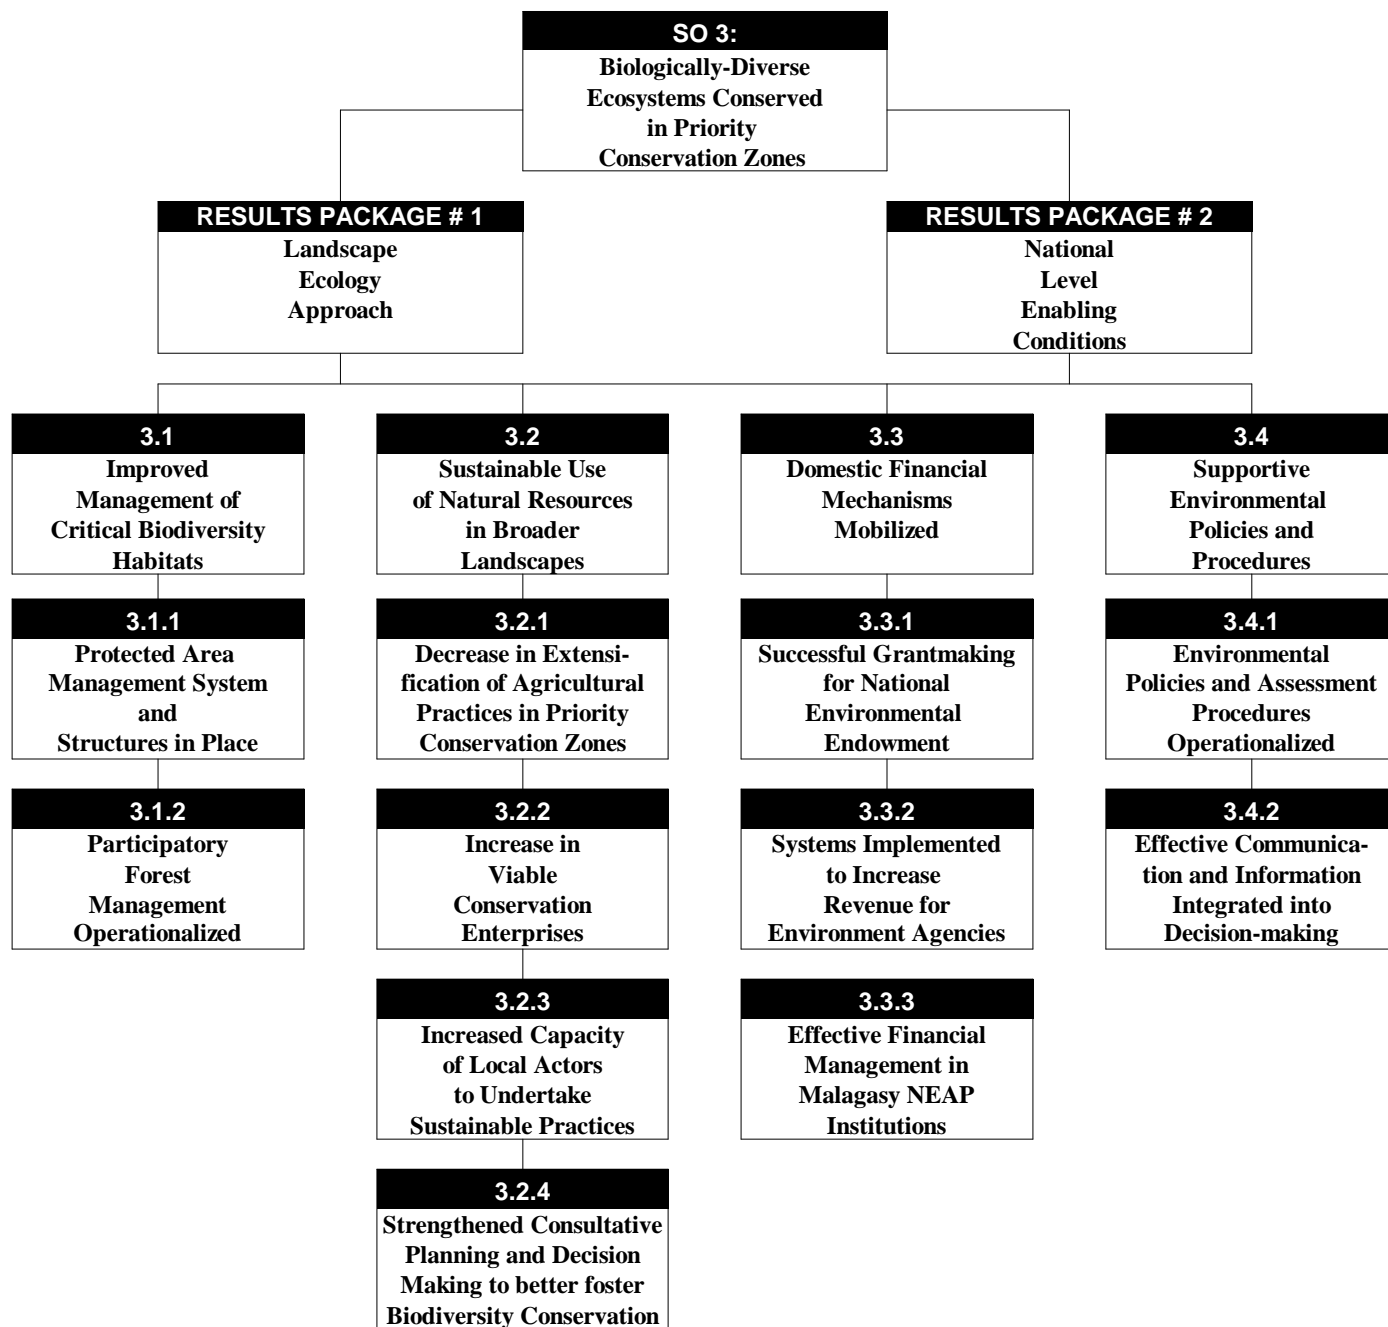 SO 3:
Biologically-Diverse
Ecosystems Conserved
in Priority
Conservation Zones
RESULTS PACKAGE # 1
Landscape
Ecology
Approach
RESULTS PACKAGE # 2
National
Level
Enabling
Conditions
3.1
Improved
Management of
Critical Biodiversity
Habitats
3.2
Sustainable Use
of Natural Resources
in Broader
Landscapes
3.3
Domestic Financial
Mechanisms
Mobilized
3.4
Supportive
Environmental
Policies and
Procedures
3.1.1
Protected Area
Management System
and
Structures in Place
3.2.1
Decrease in Extensi-
fication of Agricultural
Practices in Priority
Conservation Zones
3.3.1
Successful Grantmaking
for National
Environmental
Endowment
3.4.1
Environmental
Policies and Assessment
Procedures
Operationalized
3.1.2
Participatory
Forest
Management
Operationalized
3.2.2
Increase in
Viable
Conservation
Enterprises
3.3.2
Systems Implemented
to Increase
Revenue for
Environment Agencies
3.4.2
Effective Communica-
tion and Information
Integrated into
Decision-making
3.2.3
Increased Capacity
of Local Actors
to Undertake
Sustainable Practices
3.3.3
Effective Financial
Management in
Malagasy NEAP
Institutions
3.2.4
Strengthened Consultative
Planning and Decision
Making to better foster
Biodiversity Conservation